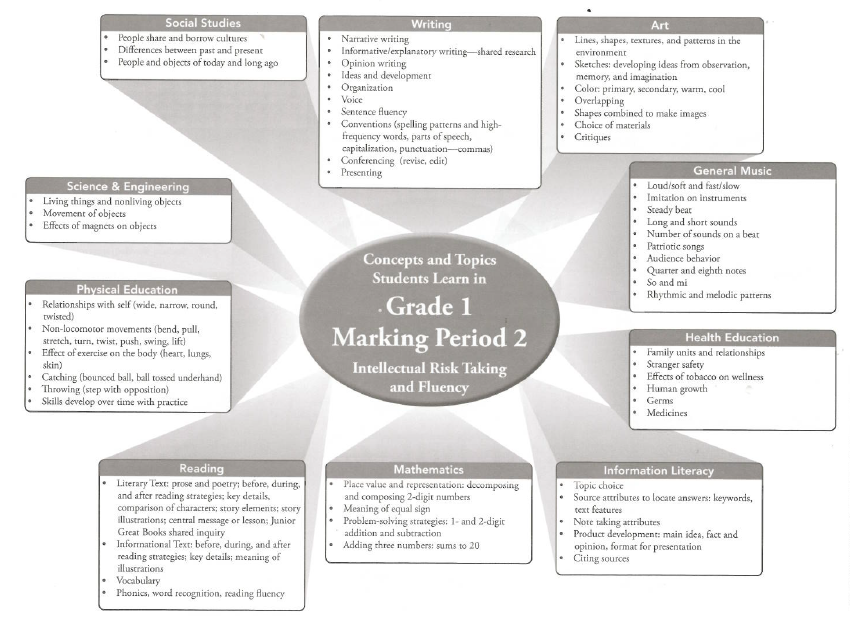 Social Studies
• People share and borrow cultures
• Differences between past and present
• People and objects of today and long ago
Writing
• Narrative writing
• Informative/explanatory writing—shared research
• Opinion writing
• Ideas and development
• Organization
• Voice
• Sentence fluency
• Conventions (spelling patterns and high-
frequency words, parts of speech,
capitalization, punctuation—commas)
• Conferencing (revise, edit)
• Presenting
Art
• Lines, shapes, textures, and patterns in the
environment
• Sketches: developing ideas from observation,
memory, and imagination
• Color: primary, secondary, warm, cool
• Overlapping
• Shapes combined to make images
• Choice of materials
• Critiques
Science & Engineering
• Living things and nonliving objects
• Movement of objects
• Effects of magnets on objects
General Music
• Loud/soft and fast/slow
• Imitation on instruments
• Steady beat
• Long and short sounds
• Number of sounds on a beat
• Patriotic songs
• Audience behavior
• Quarter and eighth notes
• So and mi
• Rhythmic and melodic patterns
Concepts and Topics
Students Learn in
Grade 1
Marking Period 2
Intellectual Risk Taking
and Fluency
Physical Education
• Relationships with self (wide, narrow, round,
twisted)
• Non-locomotor movements (bend, pull,
stretch, turn, twist, push, swing, lift)
• Effect of exercise on the body (heart, lungs,
skin)
• Catching (bounced ball, ball tossed underhand)
• Throwing (step with opposition)
• Skills develop over time with practice
Health Education
• Family units and relationships
• Stranger safety
• Effects of tobacco on wellness
• Human growth
• Germs
• Medicines
Reading
• Literary Text: prose and poetry; before, during,
and after reading strategies; key details,
comparison of characters; story elements; story
illustrations; central message or lesson; Junior
Great Books shared inquiry
• Informational Text: before, during, and after
reading strategies; key details; meaning of
illustrations
• Vocabulary
• Phonics, word recognition, reading fluency
Mathematics
• Place value and representation: decomposing
and composing 2-digit numbers
• Meaning of equal sign
• Problem-solving strategies: 1- and 2-digit
addition and subtraction
• Adding three numbers: sums to 20
Information Literacy
• Topic choice
• Source attributes to locate answers: keywords,
text features
• Note taking attributes
• Product development: main idea, fact and
opinion, format for presentation
• Citing sources